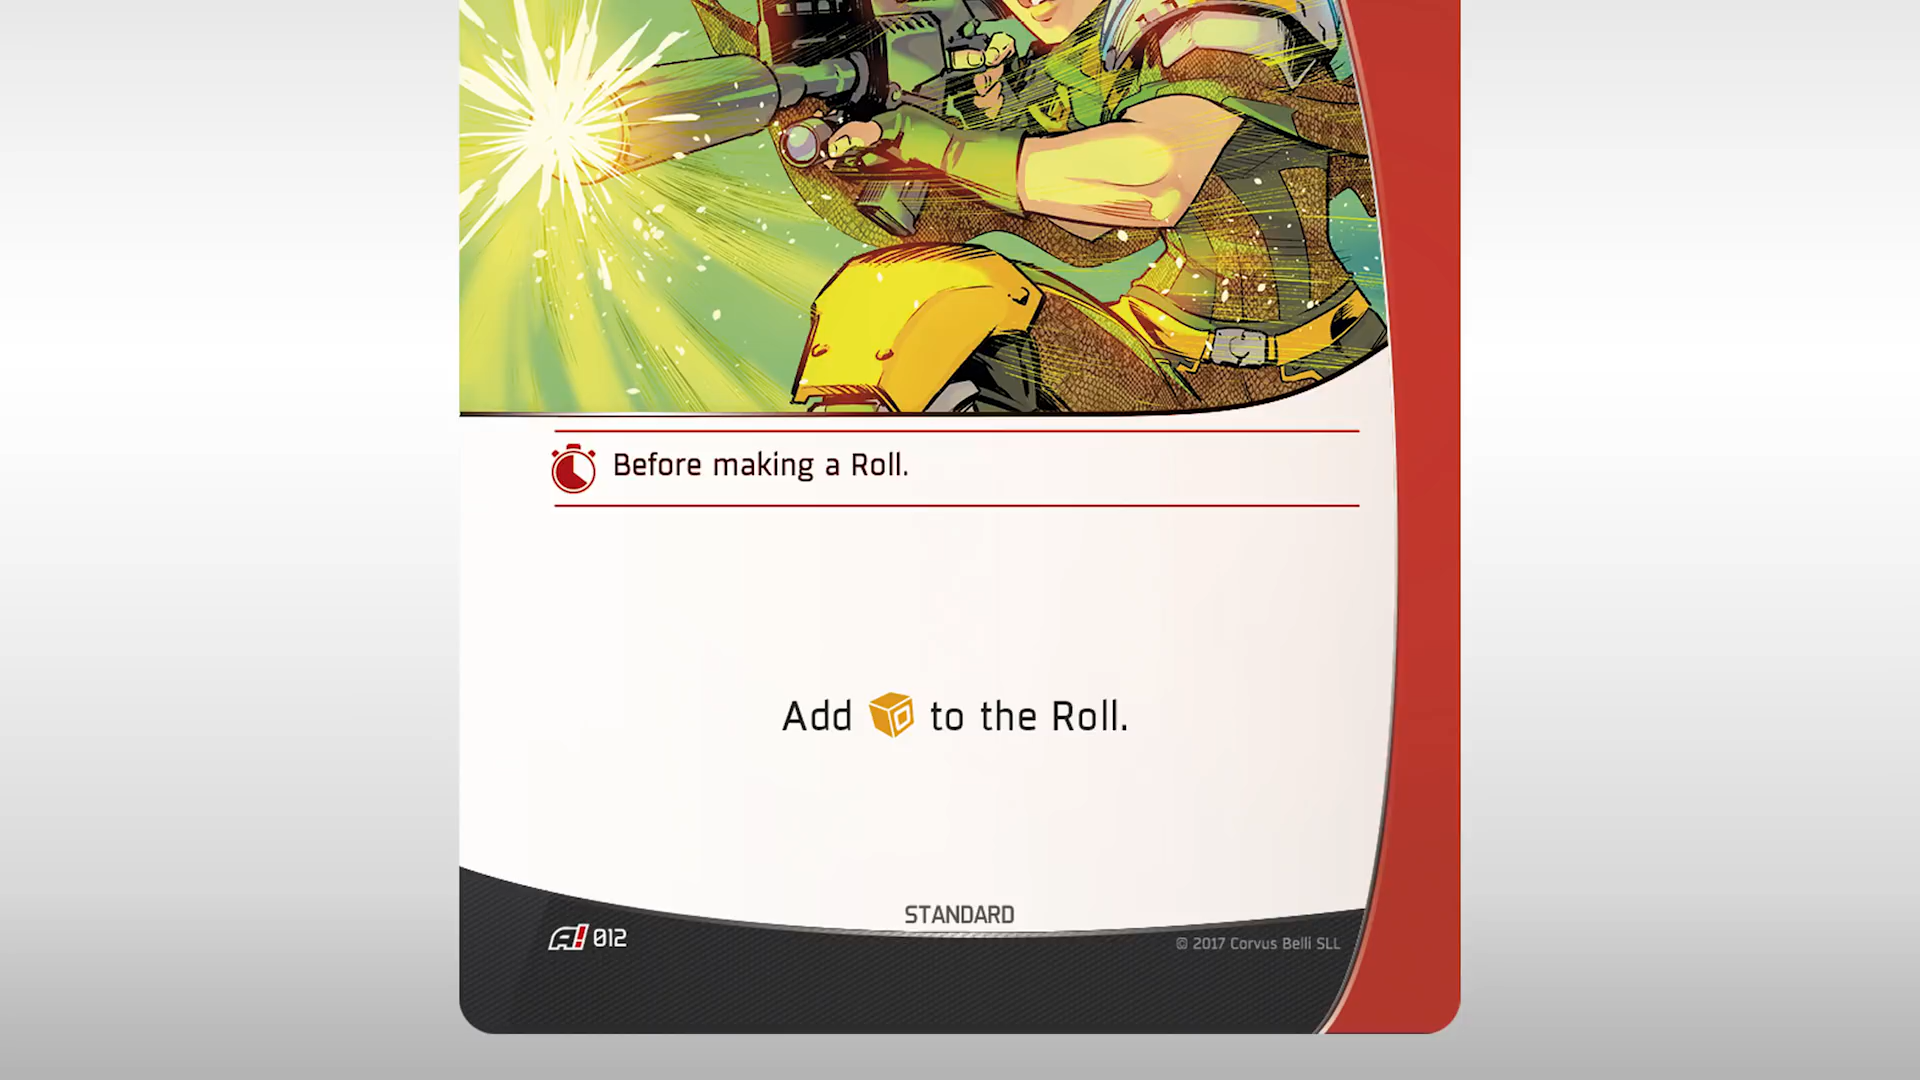 Before making a Roll.
Add to the Roll.
STANDARD
A! 012
© 2017 Corvus Belli SLL